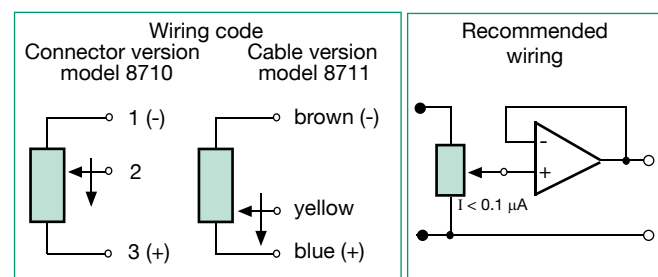 Wiring code
Connector version
model 8710
Cable version
model 8711
1 (-)
2
3 (+)
brown (-)
yellow
blue (+)
Recommended
wiring
-
+
I < 0.1 µA